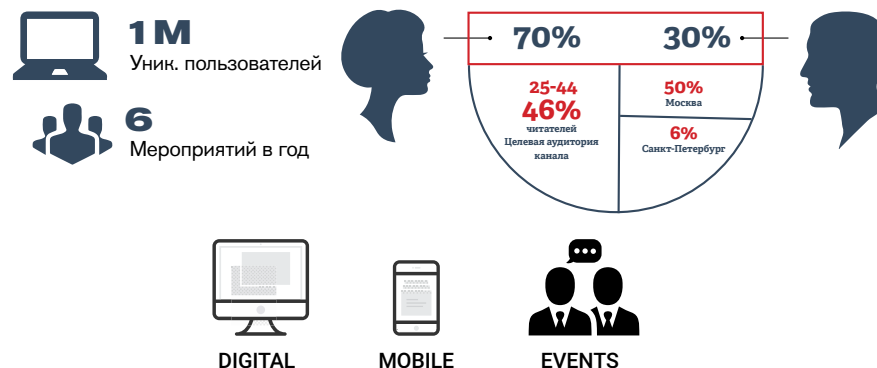 1 M
Уник. пользователей
6
Мероприятий в год
70%
30%
25-44
46%
читателей
Целевая аудитория
канала
50%
Москва
6%
Санкт-Петербург
DIGITAL
MOBILE
EVENTS